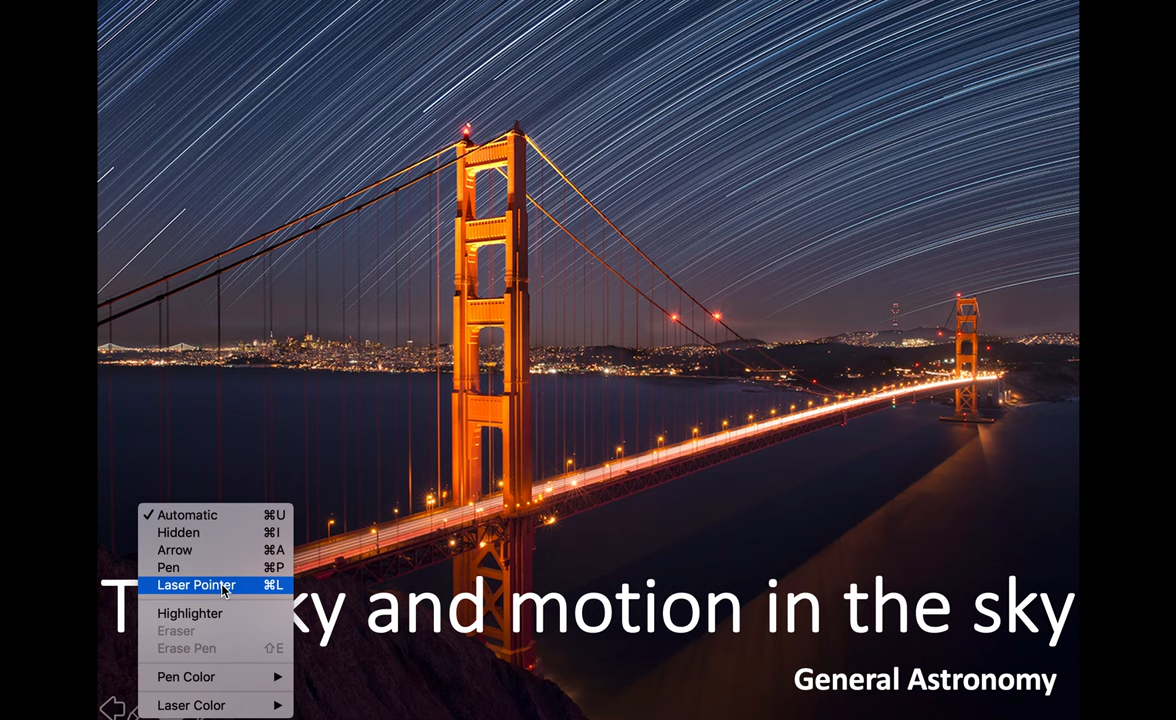 Automatic ⌘U
Hidden ⌘I
Arrow ⌘A
Pen ⌘P
Laser Pointer ⌘L
Highlighter
Eraser
Erase Pen ⇧E
Pen Color ▶
Laser Color ▶
T ky and motion in the sky
General Astronomy